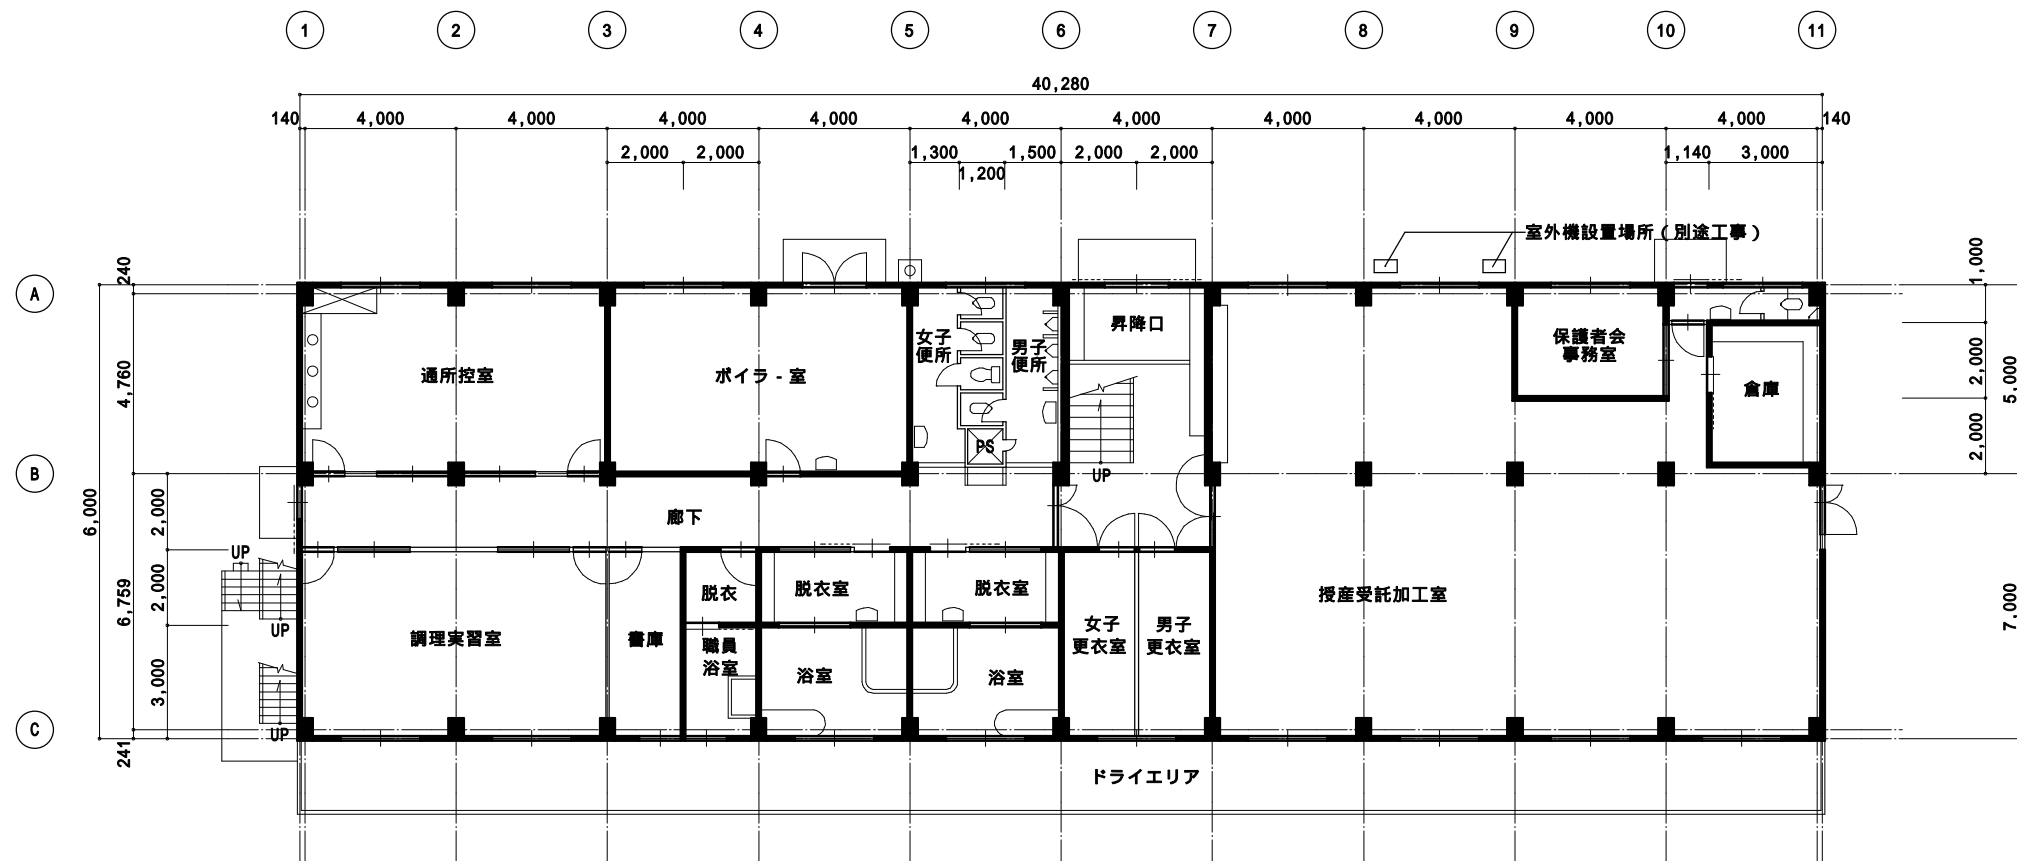 1 2 3 4 5 6 7 8 9 10 11
40,280
140 4,000 4,000 4,000 4,000 4,000 4,000 4,000 4,000 4,000 4,000 140
2,000 2,000 1,300 1,200 1,500 2,000 2,000 1,140 3,000
室外機設置場所(別途工事)
A
B
C
240
4,760
6,000
6,759
241
2,000
2,000
3,000
1,000
2,000
2,000
5,000
7,000
通所控室
ボイラ-室
女子
便所
男子
便所
PS
昇降口
UP
保護者会
事務室
倉庫
廊下
UP
UP
UP
調理実習室
書庫
脱衣
職員
浴室
脱衣室
脱衣室
浴室
浴室
女子
更衣室
男子
更衣室
授産受託加工室
ドライエリア